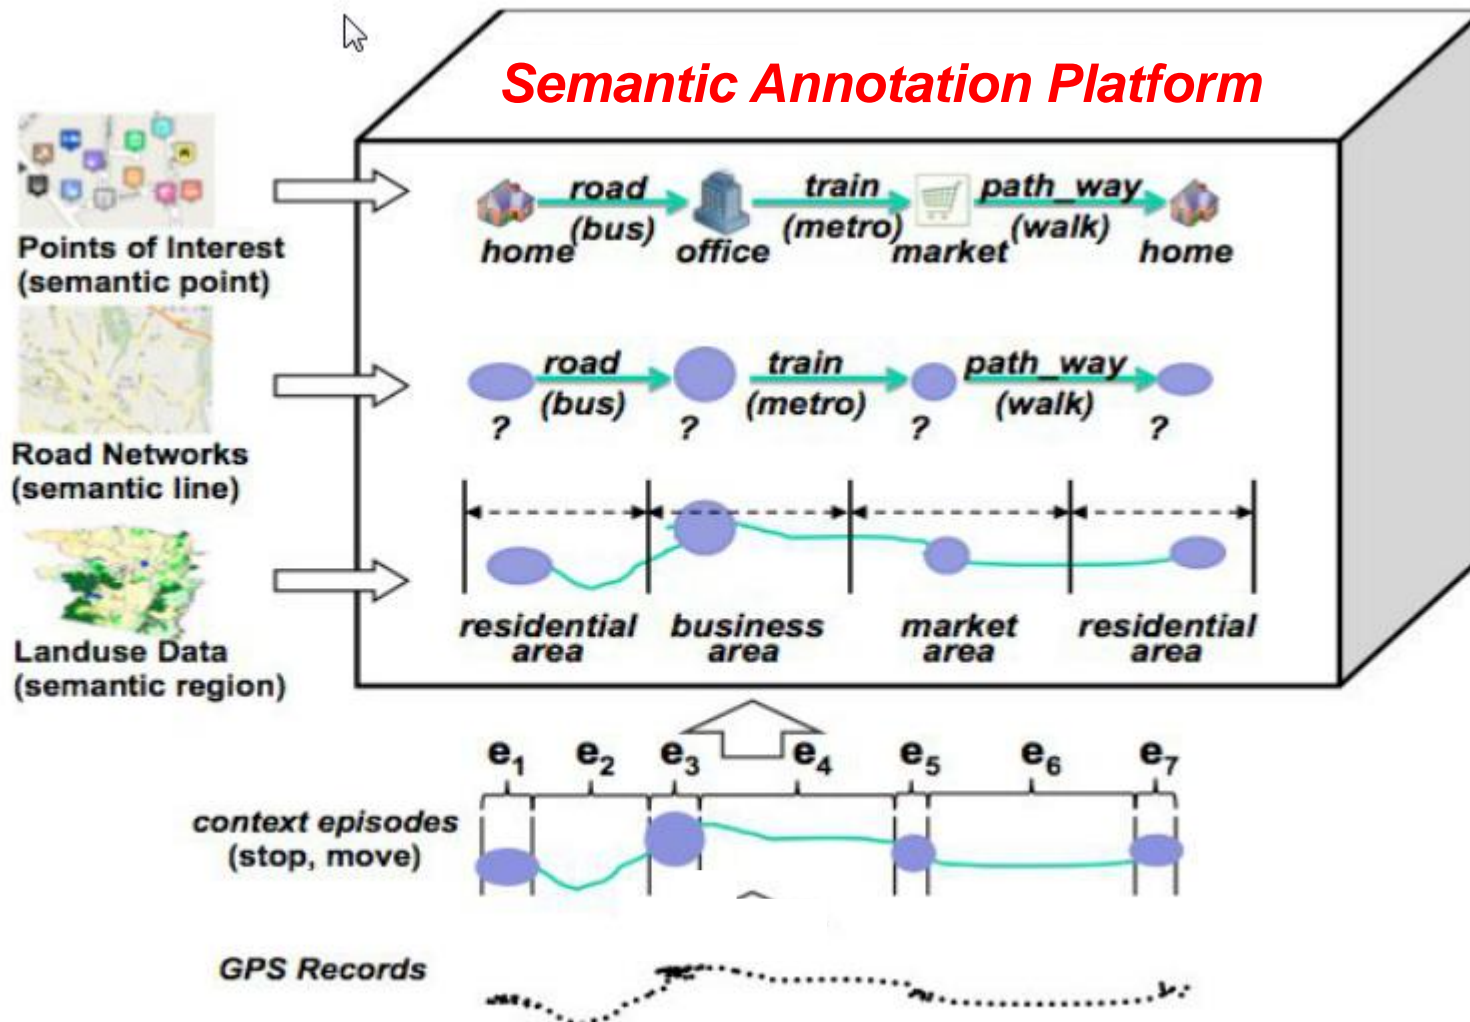 Semantic Annotation Platform
Points of Interest
(semantic point)
road
(bus)
train
(metro)
path_way
(walk)
home
office
market
home
Road Networks
(semantic line)
road
(bus)
train
(metro)
path_way
(walk)
?
?
?
?
Landuse Data
(semantic region)
residential
area
business
area
market
area
residential
area
e1
e2
e3
e4
e5
e6
e7
context episodes
(stop, move)
GPS Records